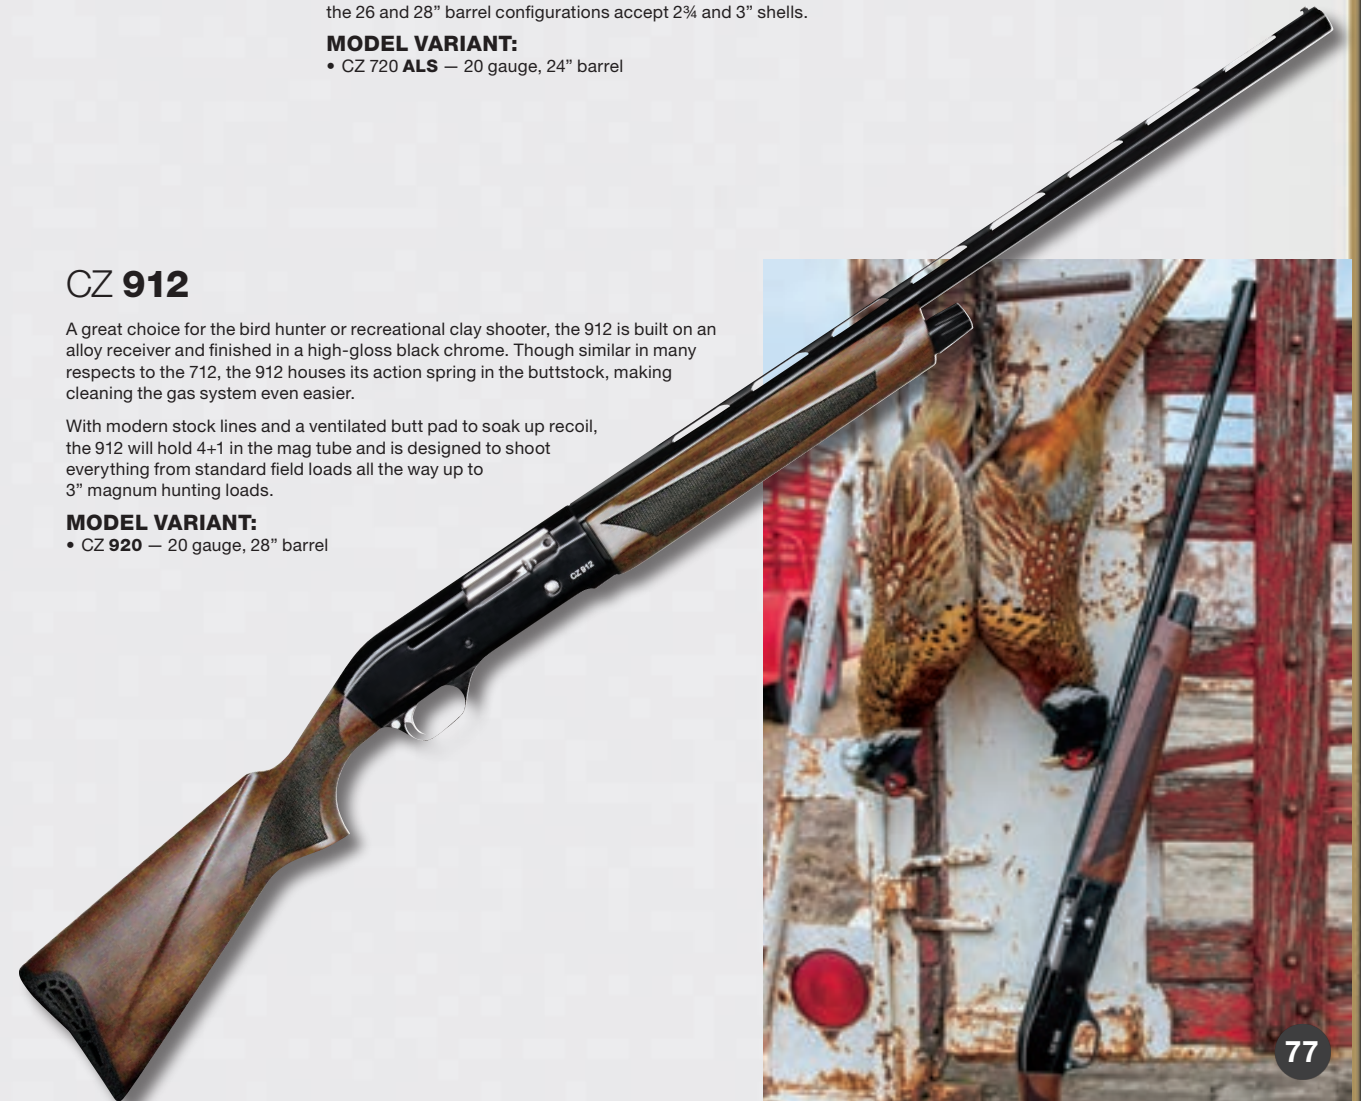 the 26 and 28” barrel configurations accept 2¾ and 3” shells.
MODEL VARIANT:
• CZ 720 ALS — 20 gauge, 24” barrel
CZ 912
A great choice for the bird hunter or recreational clay shooter, the 912 is built on an
alloy receiver and finished in a high-gloss black chrome. Though similar in many
respects to the 712, the 912 houses its action spring in the buttstock, making
cleaning the gas system even easier.
With modern stock lines and a ventilated butt pad to soak up recoil,
the 912 will hold 4+1 in the mag tube and is designed to shoot
everything from standard field loads all the way up to
3” magnum hunting loads.
MODEL VARIANT:
• CZ 920 — 20 gauge, 28” barrel
CZ 912
77